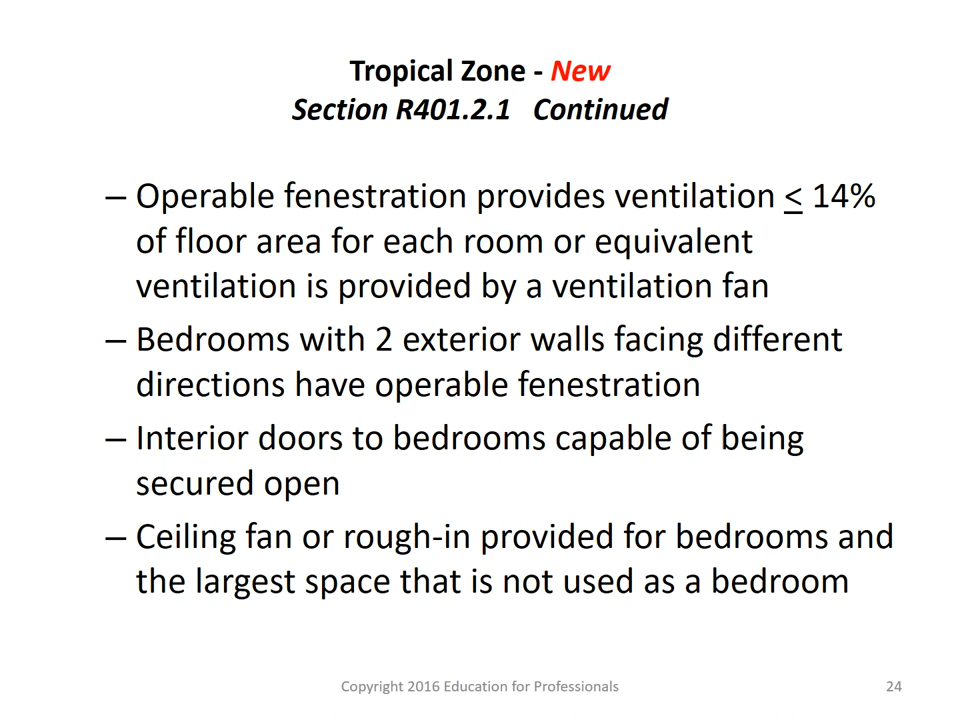 Tropical Zone - New
Section R401.2.1 Continued
– Operable fenestration provides ventilation < 14%
of floor area for each room or equivalent
ventilation is provided by a ventilation fan
– Bedrooms with 2 exterior walls facing different
directions have operable fenestration
– Interior doors to bedrooms capable of being
secured open
– Ceiling fan or rough-in provided for bedrooms and
the largest space that is not used as a bedroom
Copyright 2016 Education for Professionals
24